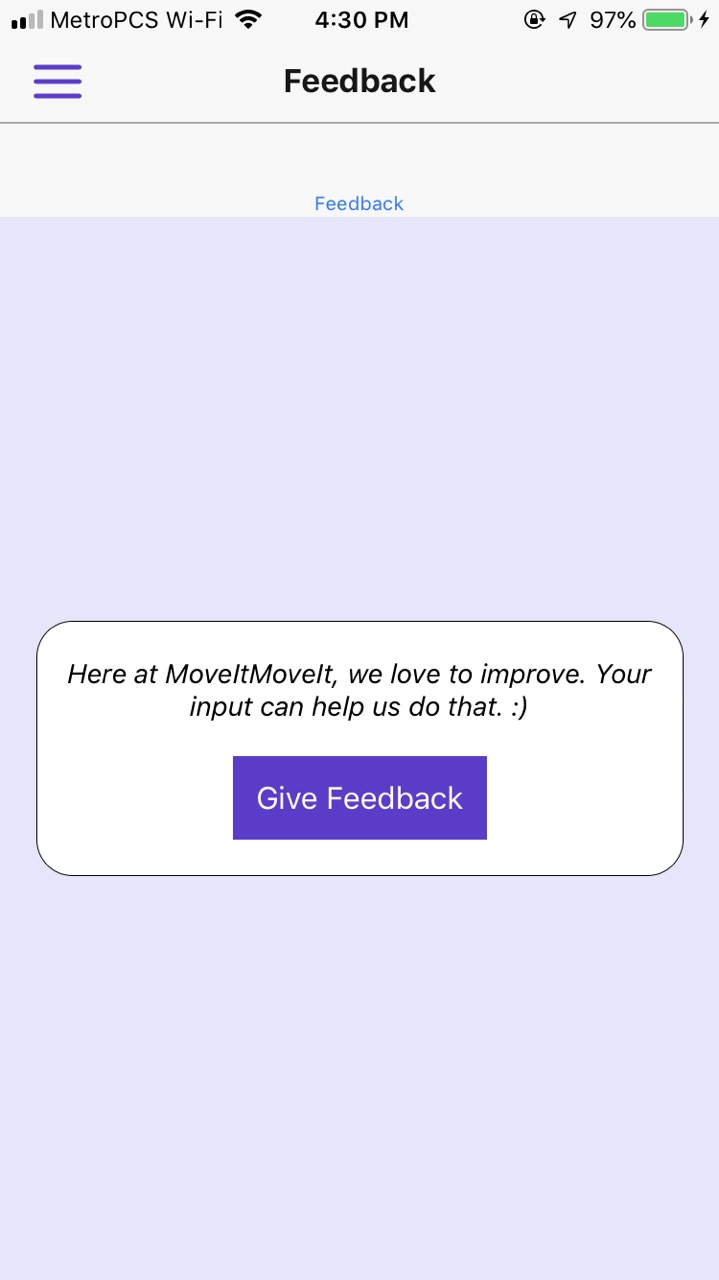 MetroPCS Wi-Fi 4:30 PM 97%
Feedback
Feedback
Here at MoveItMoveIt, we love to improve. Your
input can help us do that. :)
Give Feedback